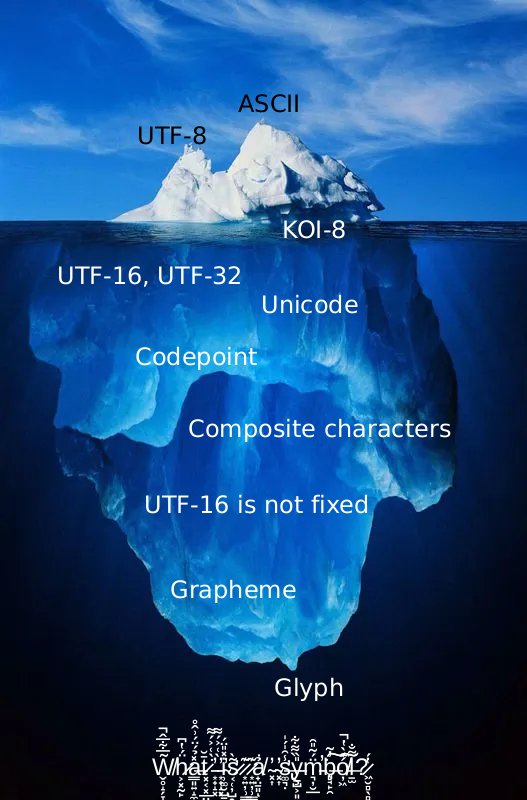 ASCII
UTF-8
KOI-8
UTF-16, UTF-32
Unicode
Codepoint
Composite characters
UTF-16 is not fixed
Grapheme
Glyph
What is a symbol?